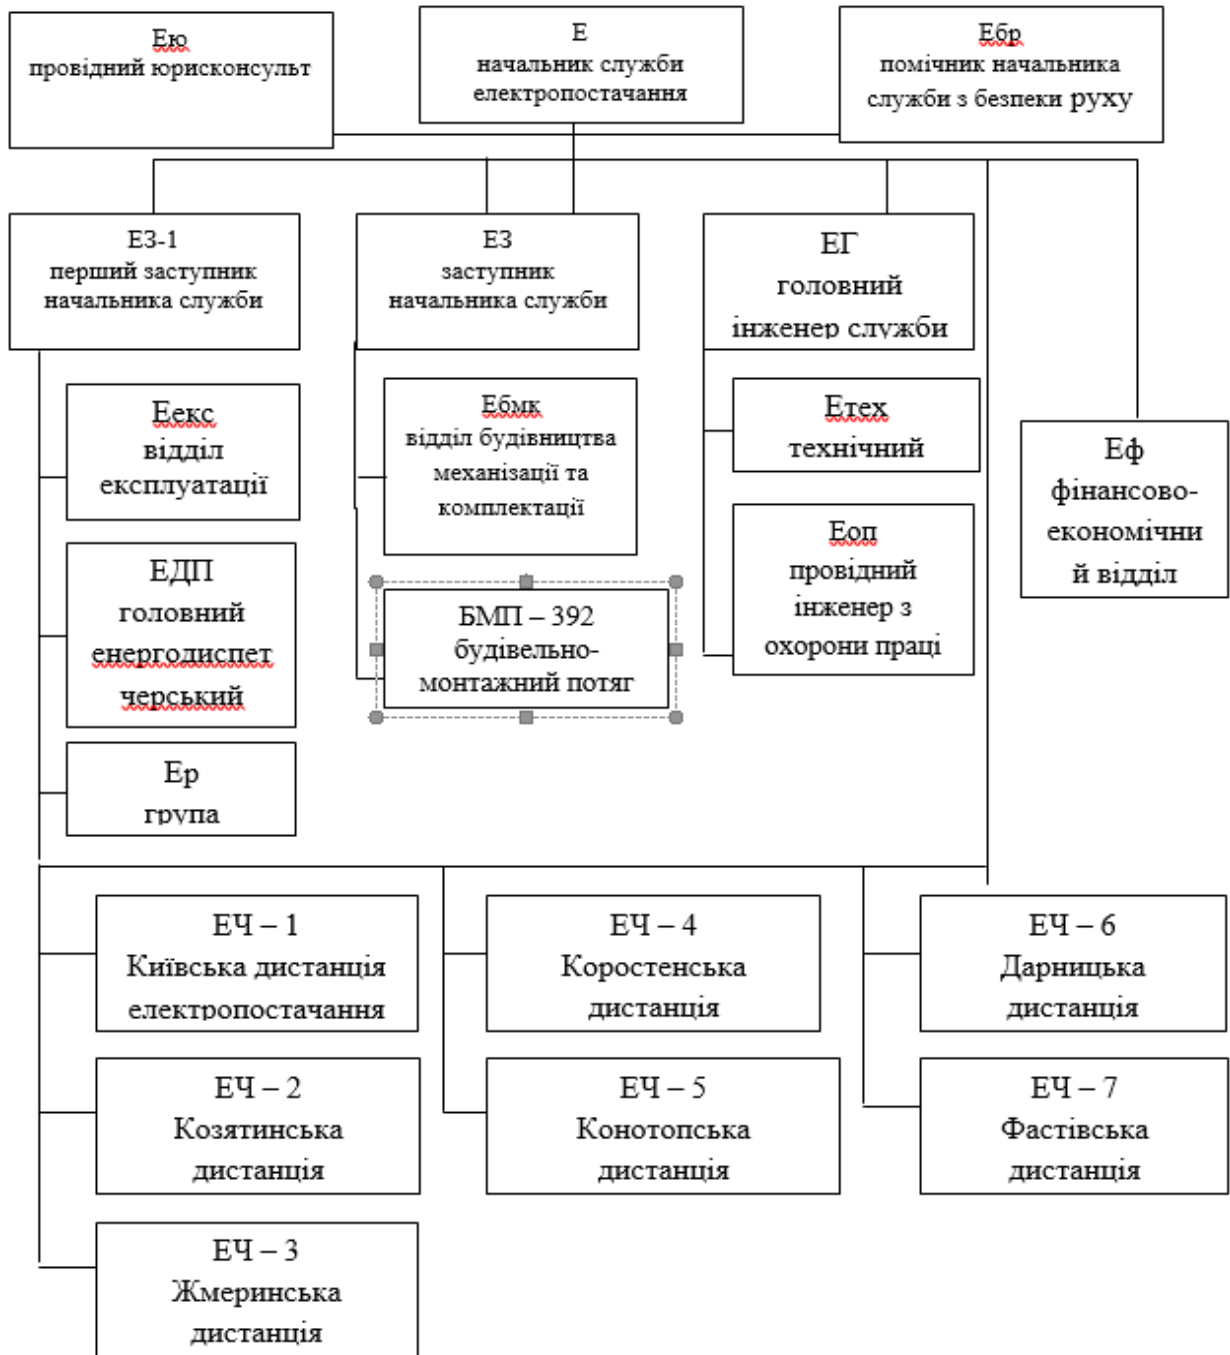 Ею
провідний юрисконсульт
Е
начальник служби
електропостачання
Ебр
помічник начальника
служби з безпеки руху
ЕЗ-1
перший заступник
начальника служби
ЕЗ
заступник
начальника служби
ЕГ
головний
інженер служби
Еекс
відділ
експлуатації
ЕДП
головний
енергодиспет
черський
Ер
група
Ебмк
відділ будівництва
механізації та
комплектації
БМП – 392
будівельно-
монтажний потяг
Етех
технічний
Еоп
провідний
інженер з
охорони праці
Еф
фінансово-
економічни
й відділ
ЕЧ – 1
Київська дистанція
електропостачання
ЕЧ – 4
Коростенська
дистанція
ЕЧ – 6
Дарницька
дистанція
ЕЧ – 2
Козятинська
дистанція
ЕЧ – 5
Конотопська
дистанція
ЕЧ – 7
Фастівська
дистанція
ЕЧ – 3
Жмеринська
дистанція